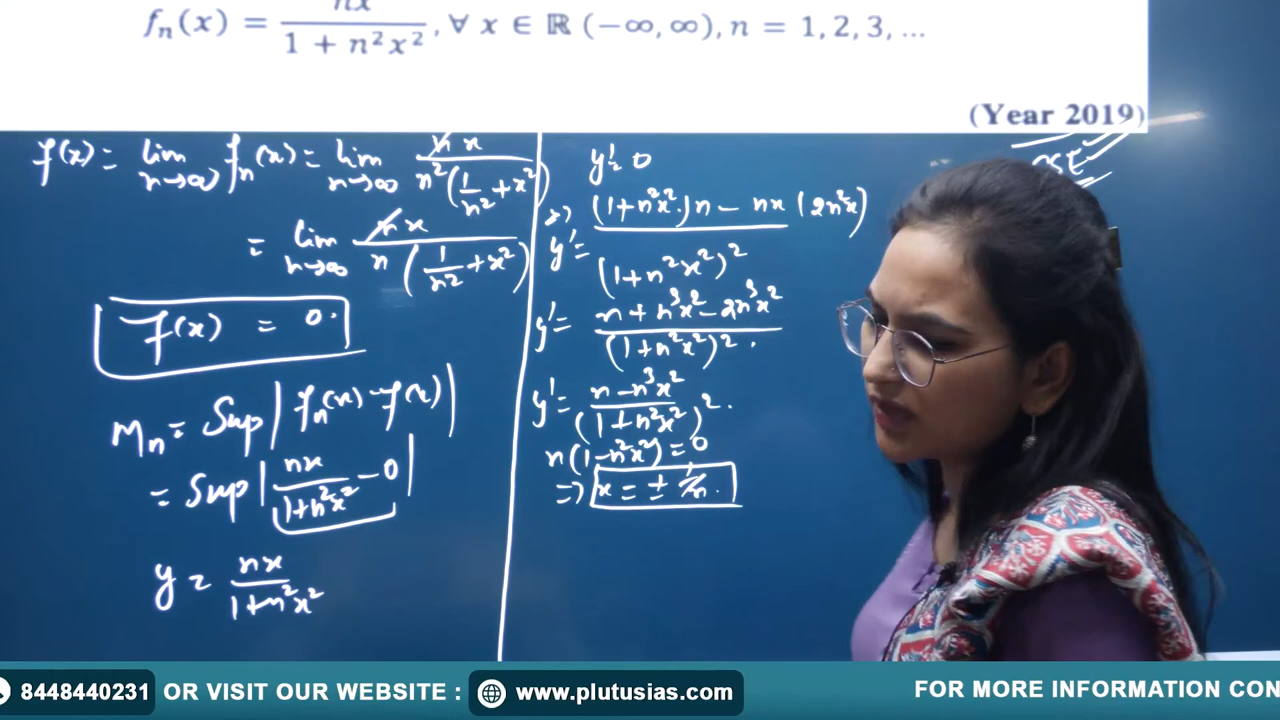 fₙ(x) = nx / (1 + n²x²), ∀ x ∈ ℝ (−∞, ∞), n = 1, 2, 3, ...
(Year 2019)
f(x) = lim n→∞ fₙ(x) = lim n→∞ nx / n²(1/n² + x²)
= lim n→∞ nx / n(1/n² + x²)
f(x) = 0.
Mₙ = Sup | fₙ(x) − f(x) |
= Sup | nx / (1+n²x²) − 0 |
y = nx / (1+n²x²)
y' = 0
⇒ y' = (1+n²x²)n − nx(2n²x) / (1+n²x²)²
y' = n + n³x² − 2n³x² / (1+n²x²)².
y' = n − n³x² / (1+n²x²)².
n(1−n²x²) = 0
⇒ x = ± 1/n.
8448440231 OR VISIT OUR WEBSITE : www.plutusias.com FOR MORE INFORMATION CON